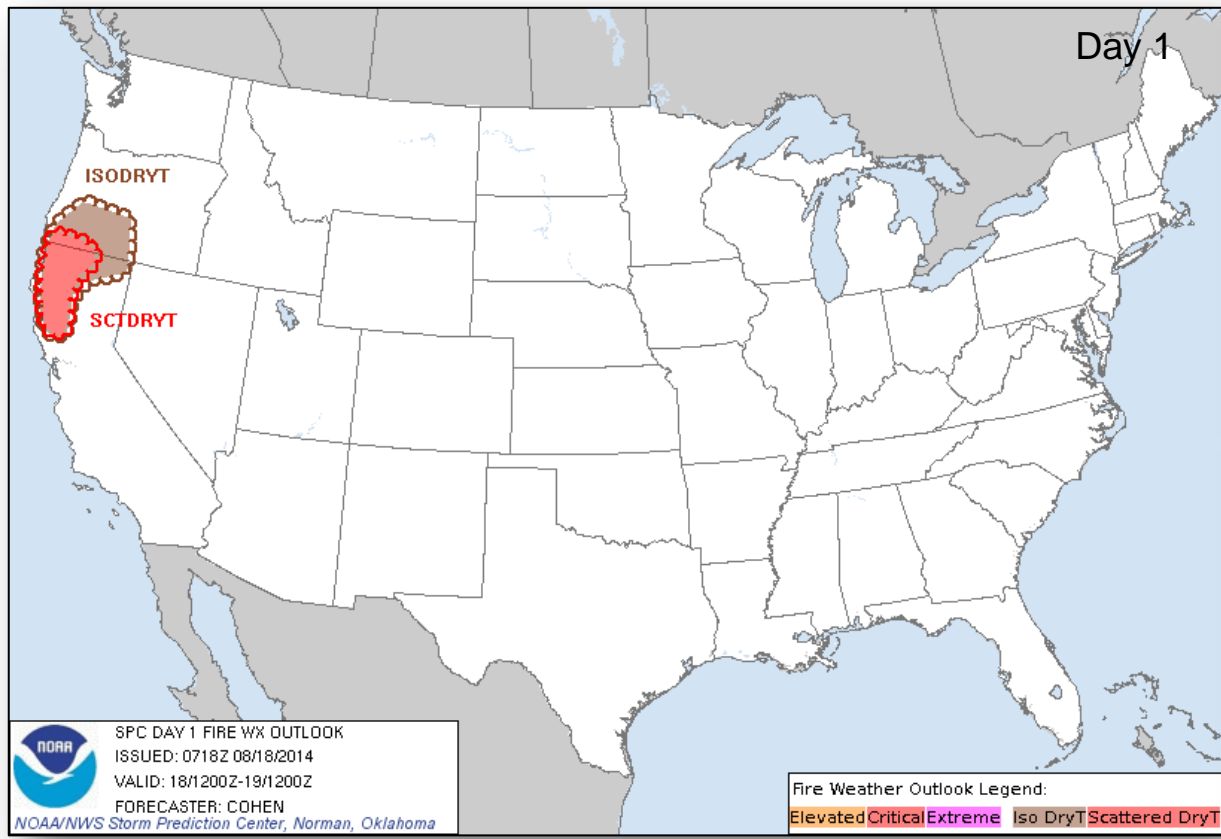 Day 1
ISODRYT
SCTDRYT
NOAA
SPC DAY 1 FIRE WX OUTLOOK
ISSUED: 0718Z 08/18/2014
VALID: 18/1200Z-19/1200Z
FORECASTER: COHEN
NOAA/NWS Storm Prediction Center, Norman, Oklahoma
Fire Weather Outlook Legend:
Elevated Critical Extreme Iso DryT Scattered DryT